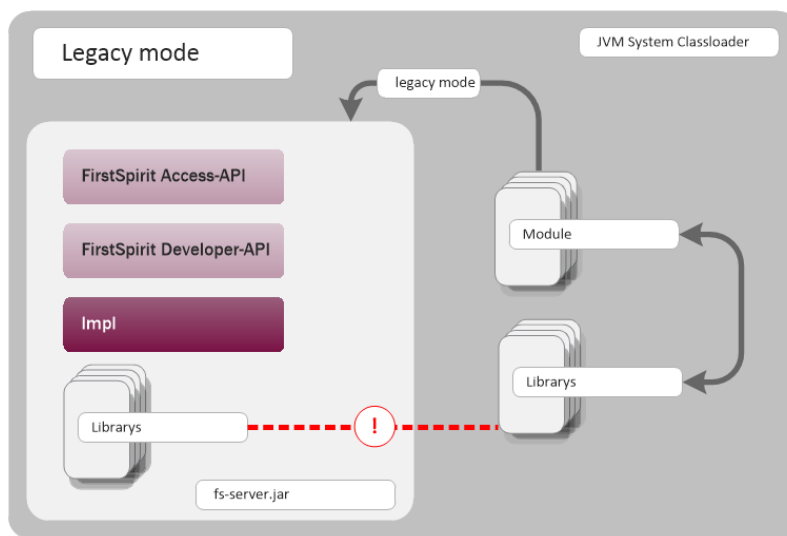 Legacy mode
JVM System Classloader
legacy mode
FirstSpirit Access-API
FirstSpirit Developer-API
Module
Impl
Librarys
Librarys
!
fs-server.jar